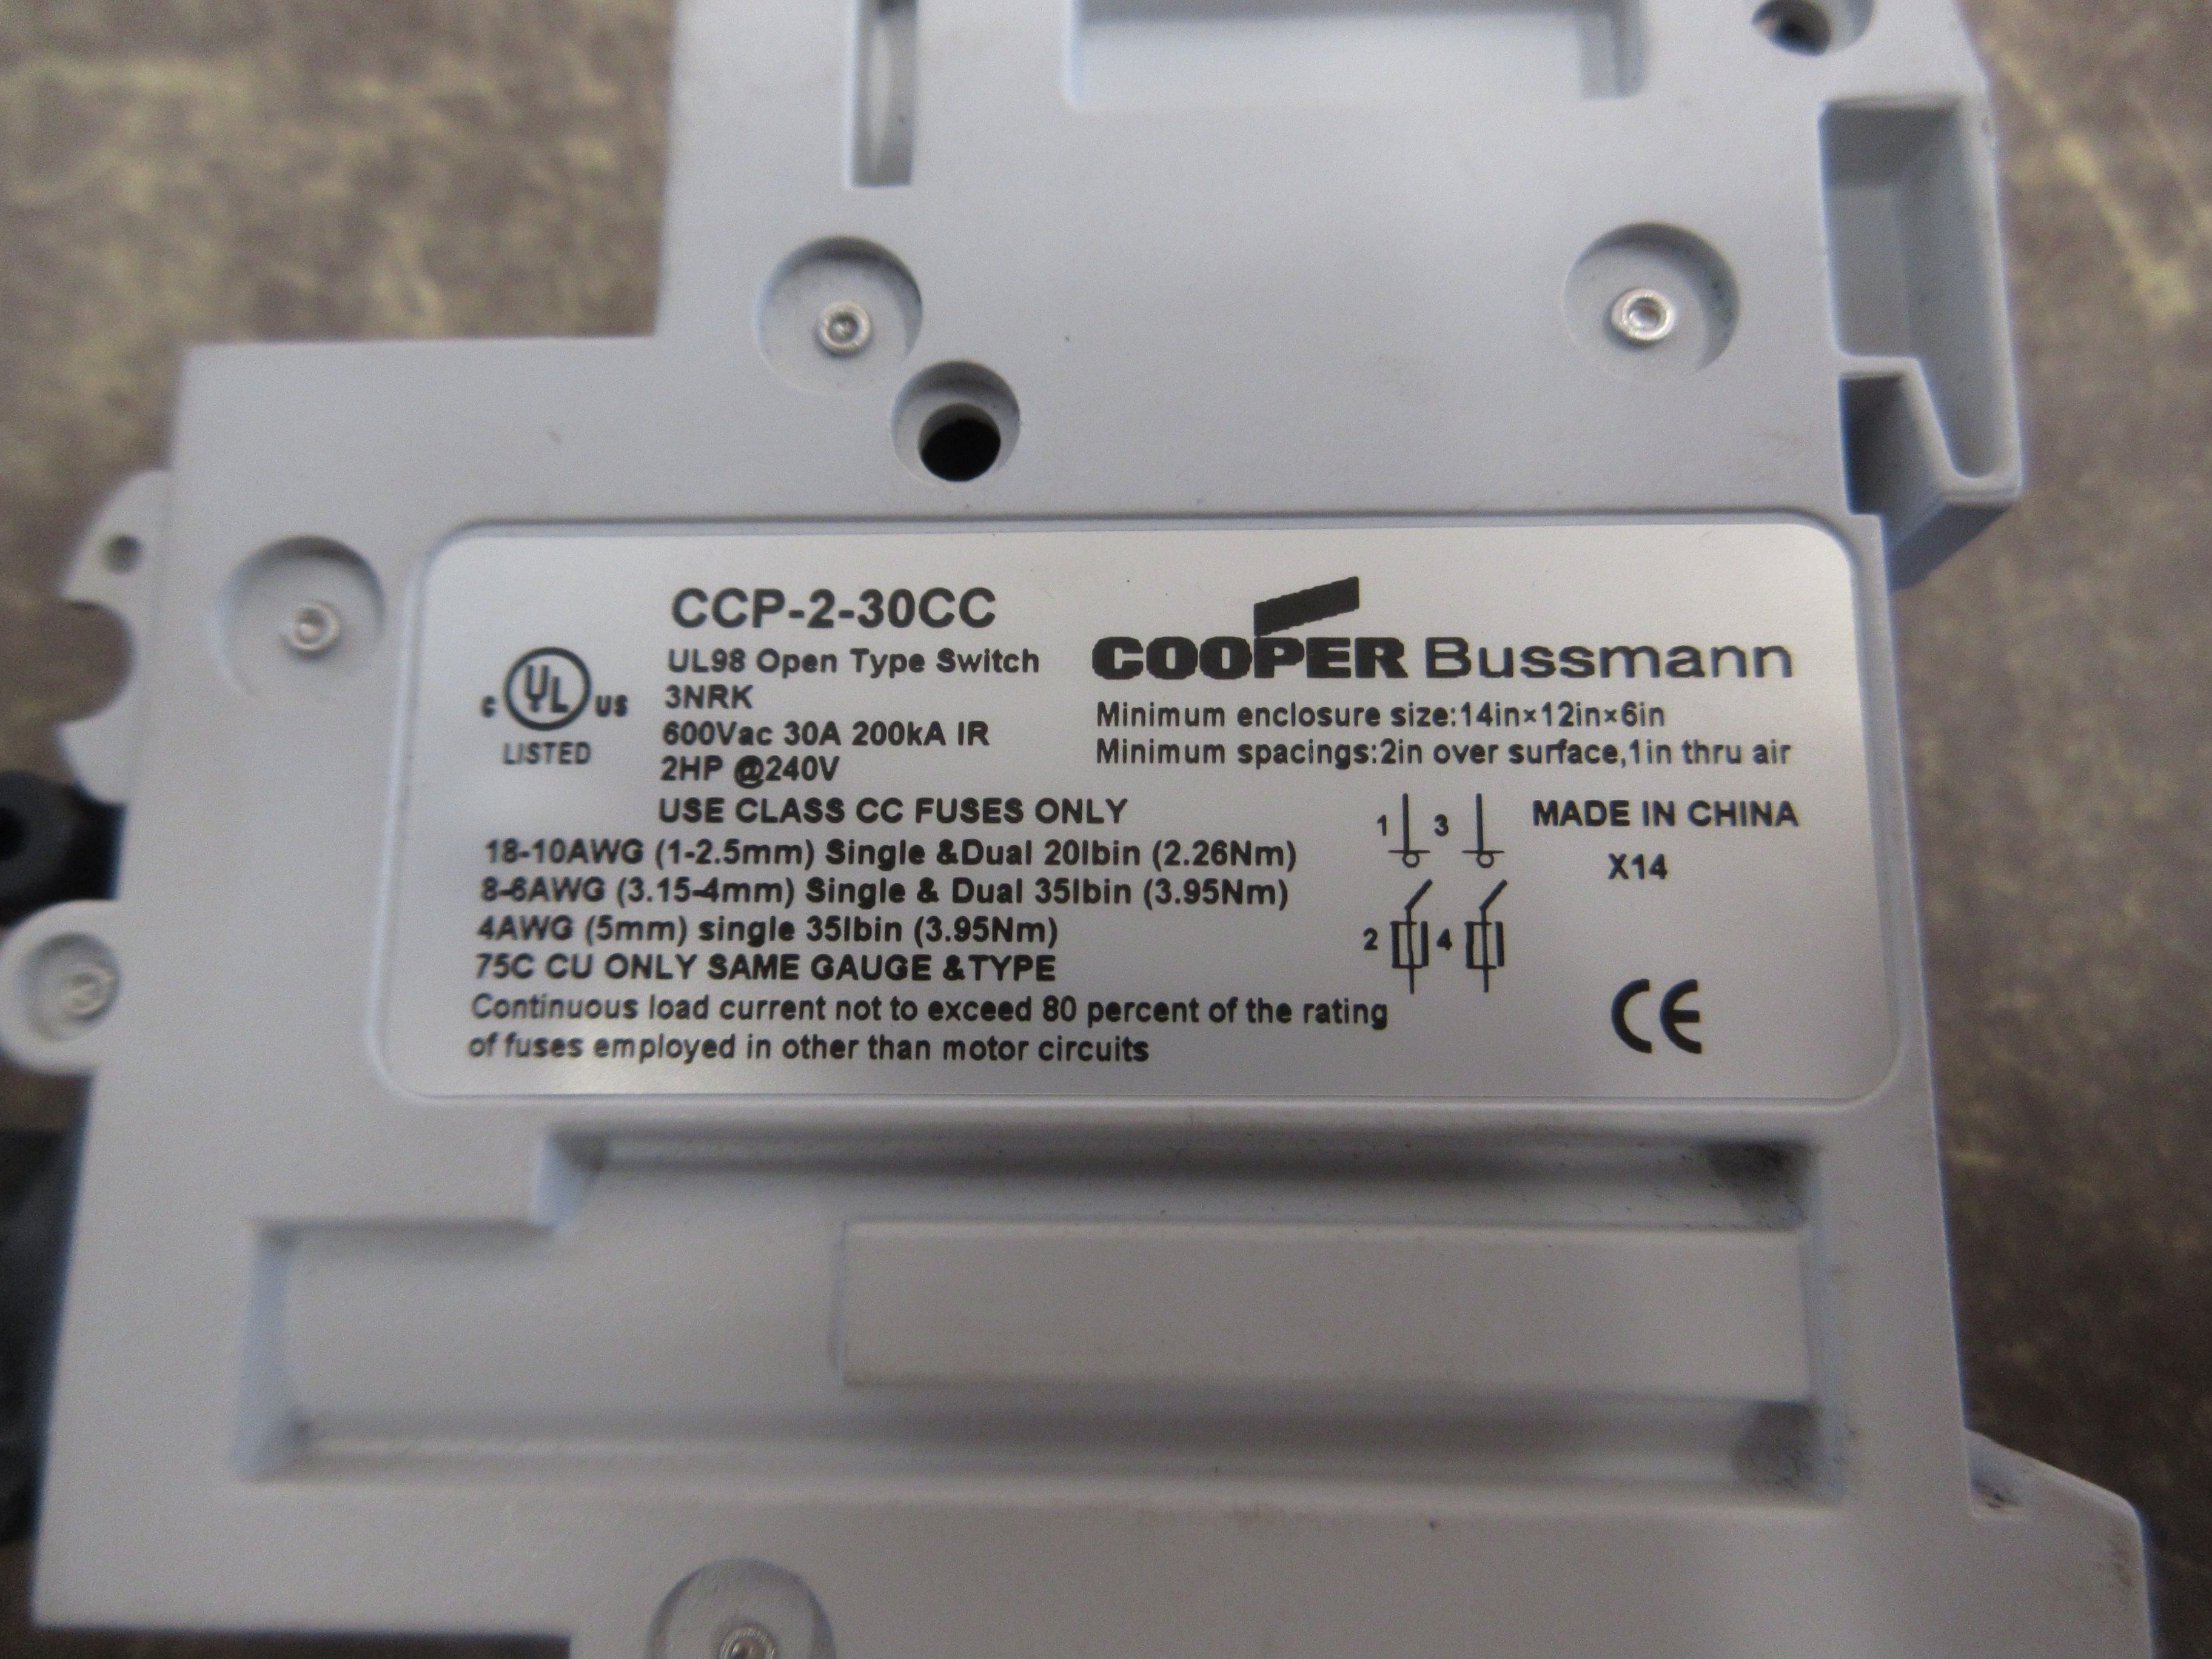 CCP-2-30CC
UL98 Open Type Switch
3NRK
600Vac 30A 200kA IR
2HP @240V
USE CLASS CC FUSES ONLY
c UL us
LISTED
COOPER Bussmann
Minimum enclosure size:14in×12in×6in
Minimum spacings:2in over surface,1in thru air
18-10AWG (1-2.5mm) Single &Dual 20lbin (2.26Nm)
8-6AWG (3.15-4mm) Single & Dual 35lbin (3.95Nm)
4AWG (5mm) single 35lbin (3.95Nm)
75C CU ONLY SAME GAUGE &TYPE
Continuous load current not to exceed 80 percent of the rating
of fuses employed in other than motor circuits
1 3
2 4
MADE IN CHINA
X14
CE